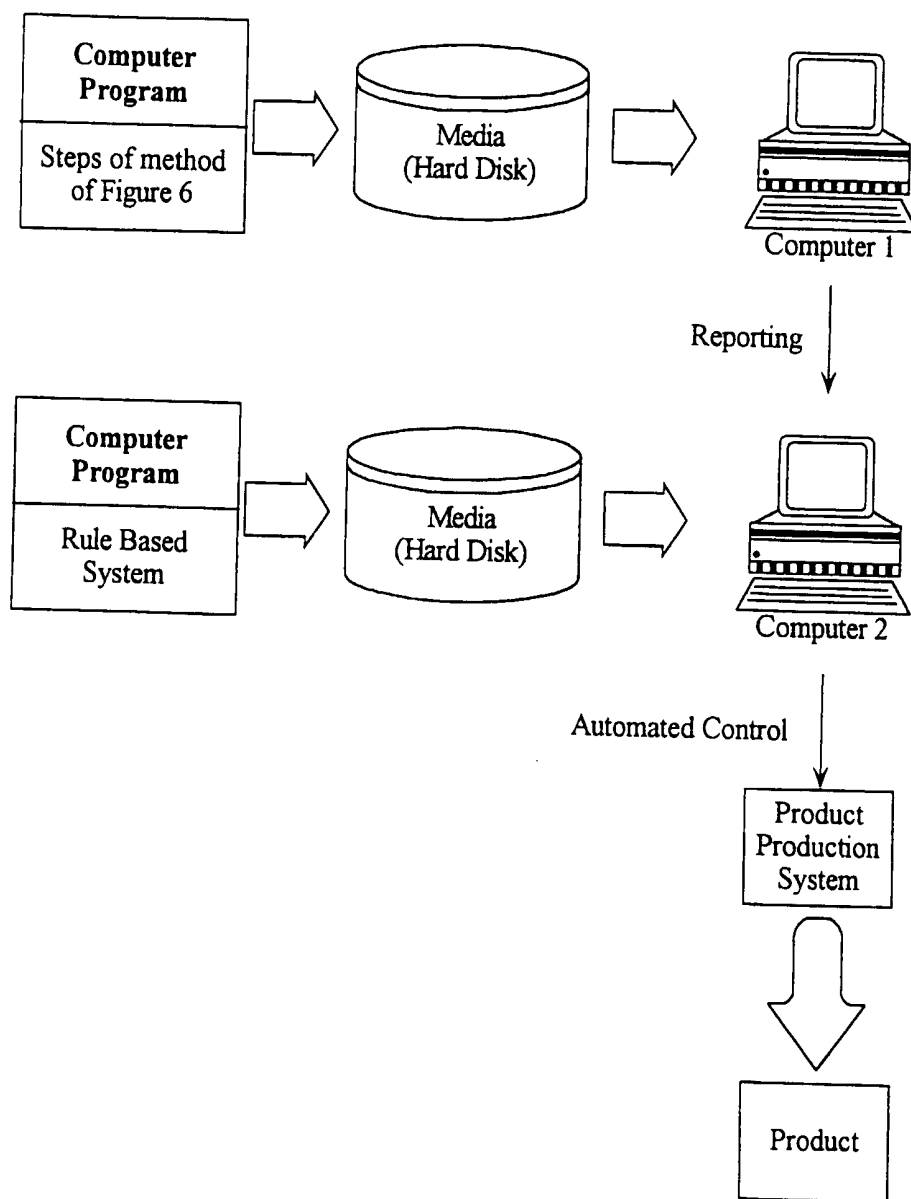 Computer
Program
Steps of method
of Figure 6
Media
(Hard Disk)
Computer 1
Reporting
Computer
Program
Rule Based
System
Media
(Hard Disk)
Computer 2
Automated Control
Product
Production
System
Product